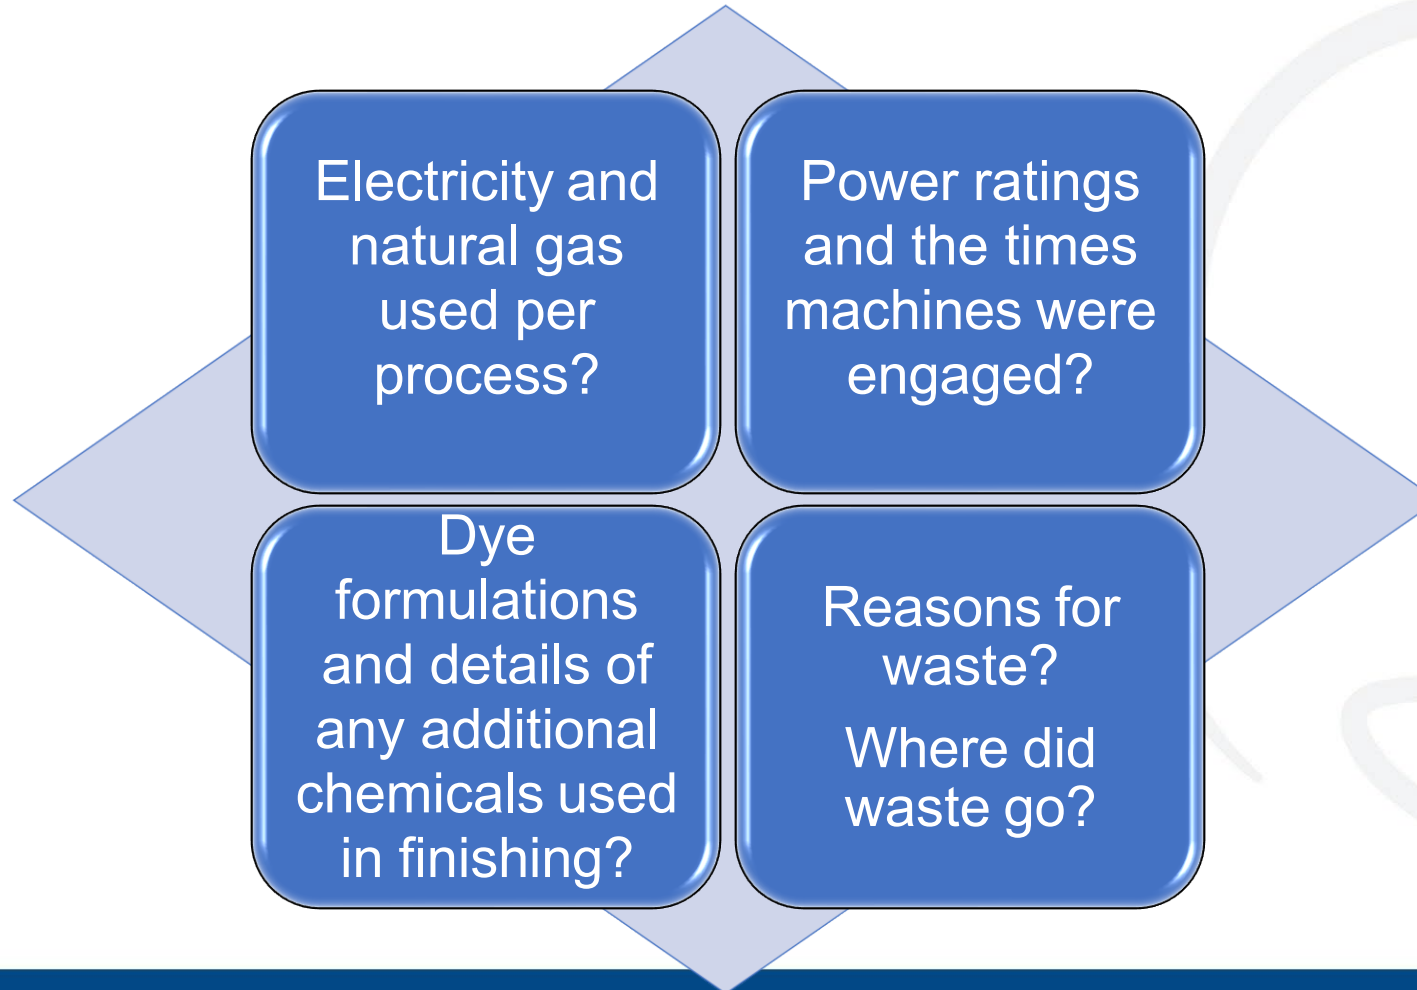 Electricity and
natural gas
used per
process?
Power ratings
and the times
machines were
engaged?
Dye
formulations
and details of
any additional
chemicals used
in finishing?
Reasons for
waste?
Where did
waste go?